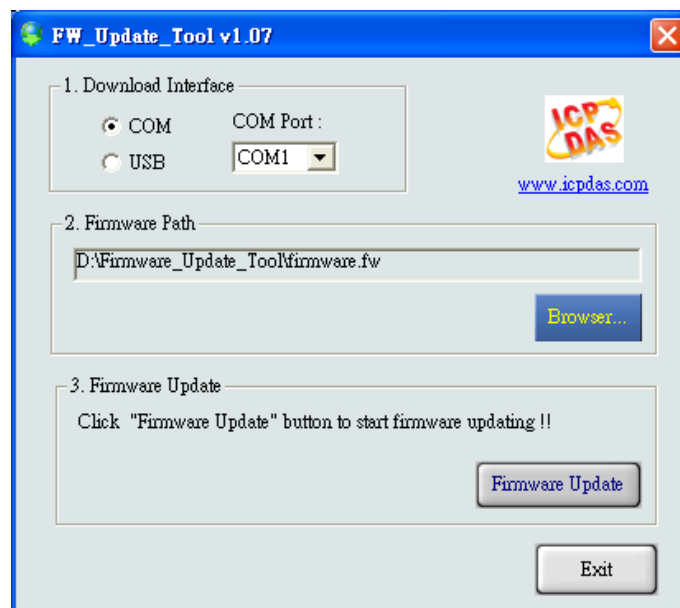 FW_Update_Tool v1.07
1. Download Interface
COM
COM Port :
USB
COM1
ICP
DAS
www.icpdas.com
2. Firmware Path
D:\Firmware_Update_Tool\firmware.fw
Browser...
3. Firmware Update
Click "Firmware Update" button to start firmware updating !!
Firmware Update
Exit